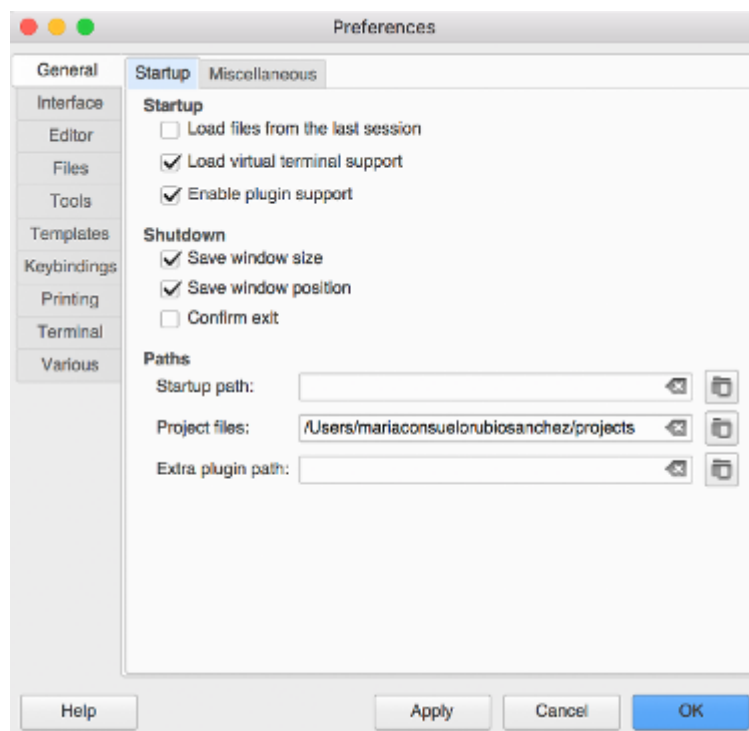 Preferences
General
Interface
Editor
Files
Tools
Templates
Keybindings
Printing
Terminal
Various
Startup Miscellaneous
Startup
Load files from the last session
Load virtual terminal support
Enable plugin support
Shutdown
Save window size
Save window position
Confirm exit
Paths
Startup path:
Project files: /Users/mariaconsuelorubiosanchez/projects
Extra plugin path:
Help Apply Cancel OK